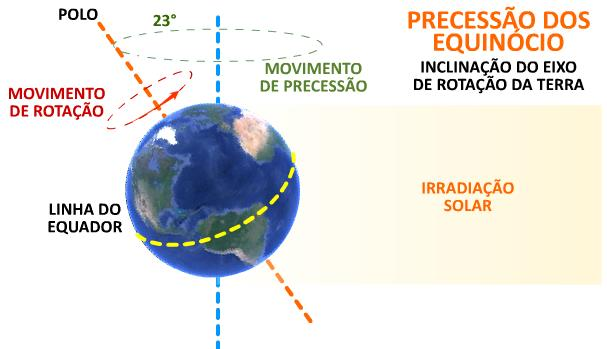 POLO
23°
PRECESSÃO DOS
EQUINÓCIO
INCLINAÇÃO DO EIXO
DE ROTAÇÃO DA TERRA
MOVIMENTO
DE PRECESSÃO
MOVIMENTO
DE ROTAÇÃO
IRRADIAÇÃO
SOLAR
LINHA DO
EQUADOR